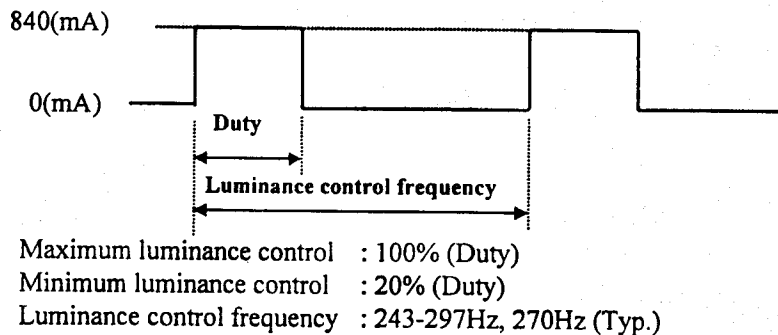 840(mA)
0(mA)
Duty
Luminance control frequency
Maximum luminance control : 100% (Duty)
Minimum luminance control : 20% (Duty)
Luminance control frequency : 243-297Hz, 270Hz (Typ.)